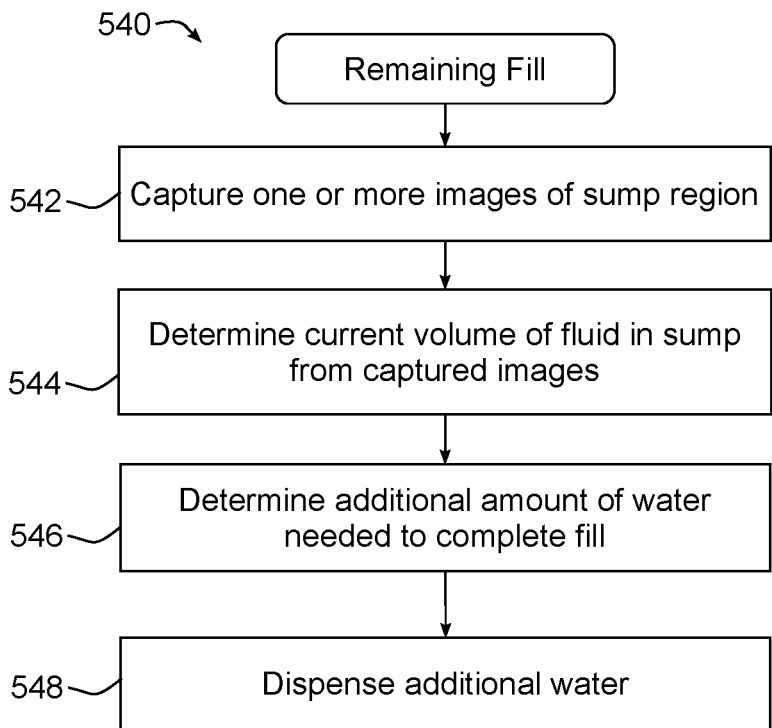 540
Remaining Fill
542
Capture one or more images of sump region
544
Determine current volume of fluid in sump
from captured images
546
Determine additional amount of water
needed to complete fill
548
Dispense additional water